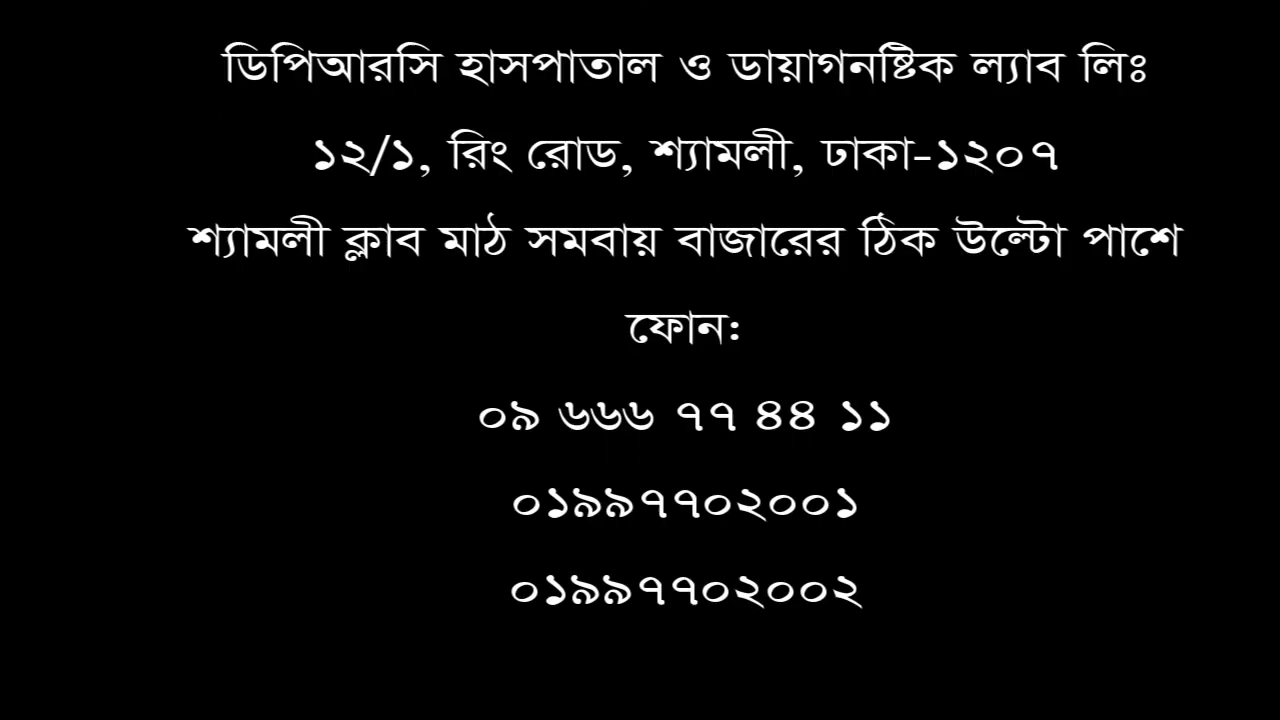 ডিপিআরসি হাসপাতাল ও ডায়াগনষ্টিক ল্যাব লিঃ
১২/১, রিং রোড, শ্যামলী, ঢাকা-১২০৭
শ্যামলী ক্লাব মাঠ সমবায় বাজারের ঠিক উল্টো পাশে
ফোন:
০৯ ৬৬৬ ৭৭ ৪৪ ১১
০১৯৯৭৭০২০০১
০১৯৯৭৭০২০০২